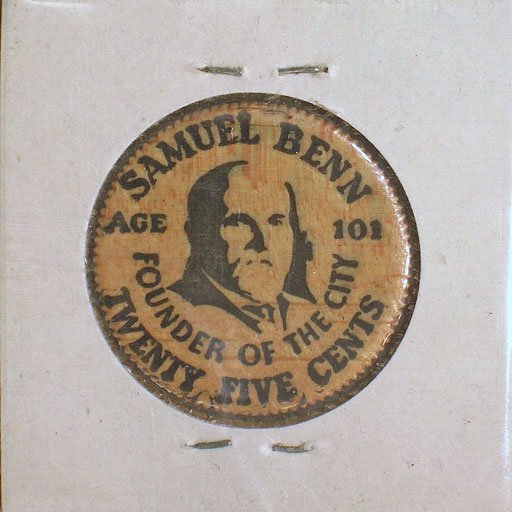 SAMUEL BENN
AGE 101
FOUNDER OF THE CITY
TWENTY FIVE CENTS